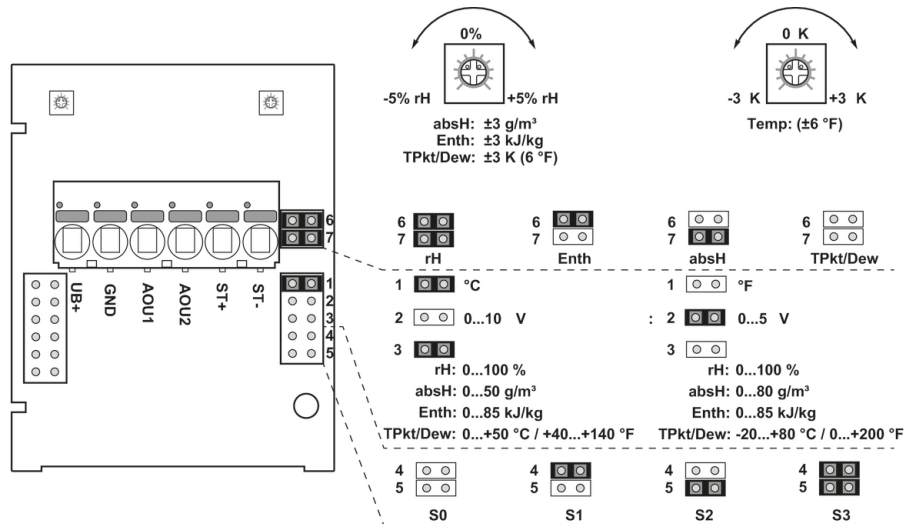 0%
-5% rH +5% rH
absH: ±3 g/m³
Enth: ±3 kJ/kg
TPkt/Dew: ±3 K (6 °F)
0 K
-3 K +3 K
Temp: (±6 °F)
6
7
1
2
3
4
5
UB+
GND
AOU1
AOU2
ST+
ST-
6
7
rH
6
7
Enth
6
7
absH
6
7
TPkt/Dew
1 °C
1 °F
2 0...10 V
: 2 0...5 V
3
rH: 0...100 %
absH: 0...50 g/m³
Enth: 0...85 kJ/kg
TPkt/Dew: 0...+50 °C / +40...+140 °F
3
rH: 0...100 %
absH: 0...80 g/m³
Enth: 0...85 kJ/kg
TPkt/Dew: -20...+80 °C / 0...+200 °F
4
5
S0
4
5
S1
4
5
S2
4
5
S3